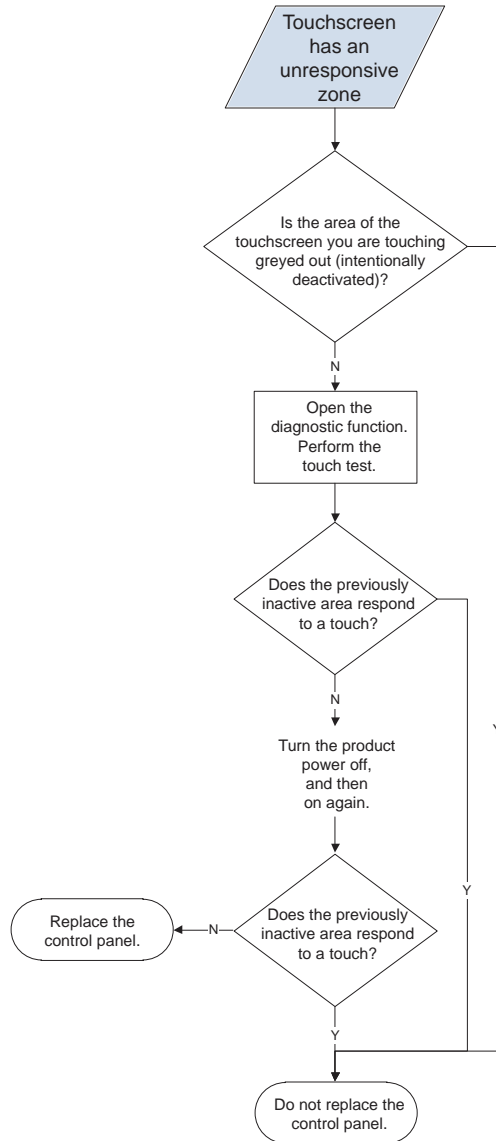 Touchscreen
has an
unresponsive
zone
Is the area of the
touchscreen you are touching
greyed out (intentionally
deactivated)?
N
Open the
diagnostic function.
Perform the
touch test.
Does the previously
inactive area respond
to a touch?
N
Y
Turn the product
power off,
and then
on again.
Y
Does the previously
inactive area respond
to a touch?
N
Replace the
control panel.
Y
Do not replace the
control panel.